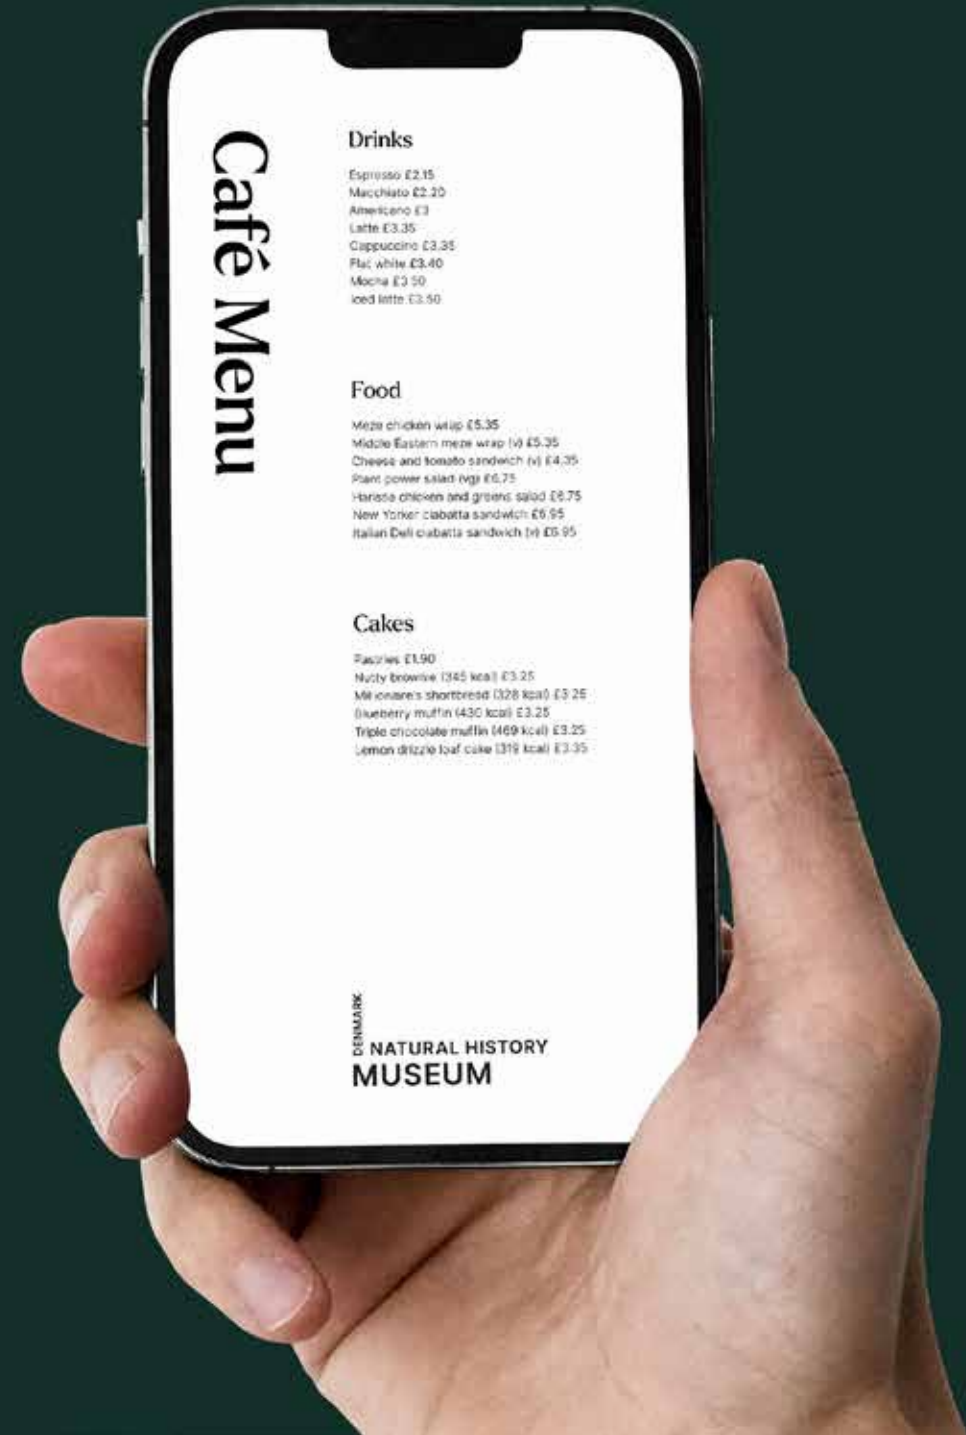 Café Menu
Drinks
Espresso £2.15
Macchiato £2.20
Americano £3
Latte £3.35
Cappuccino £3.35
Flat white £3.40
Mocha £3.50
Iced latte £3.50
Food
Meze chicken wrap £5.35
Middle Eastern meze wrap (v) £5.35
Cheese and tomato sandwich (v) £4.35
Plant power salad (vg) £6.75
Harissa chicken and greens salad £6.75
New Yorker ciabatta sandwich £6.95
Italian Deli ciabatta sandwich (v) £6.95
Cakes
Pastries £1.90
Nutty brownie (345 kcal) £3.25
Millionaire's shortbread (328 kcal) £3.25
Blueberry muffin (430 kcal) £3.25
Triple chocolate muffin (469 kcal) £3.25
Lemon drizzle loaf cake (319 kcal) £3.35
DENMARK
NATURAL HISTORY
MUSEUM